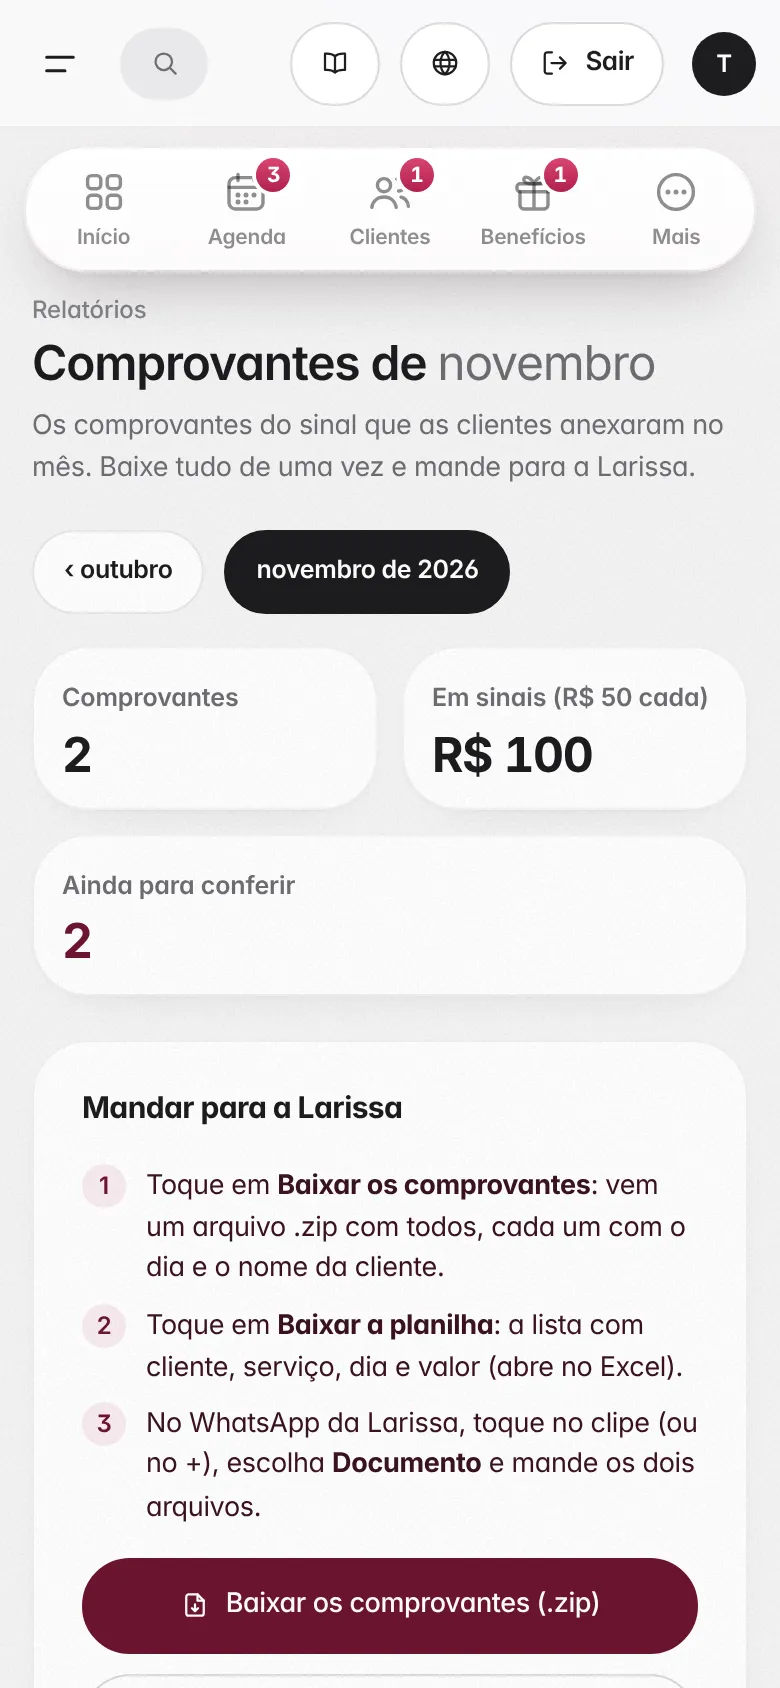 Sair
T
3
1
1
Início
Agenda
Clientes
Benefícios
Mais
Relatórios
Comprovantes de novembro
Os comprovantes do sinal que as clientes anexaram no
mês. Baixe tudo de uma vez e mande para a Larissa.
‹ outubro
novembro de 2026
Comprovantes
2
Em sinais (R$ 50 cada)
R$ 100
Ainda para conferir
2
Mandar para a Larissa
1 Toque em Baixar os comprovantes: vem
um arquivo .zip com todos, cada um com o
dia e o nome da cliente.
2 Toque em Baixar a planilha: a lista com
cliente, serviço, dia e valor (abre no Excel).
3 No WhatsApp da Larissa, toque no clipe (ou
no +), escolha Documento e mande os dois
arquivos.
Baixar os comprovantes (.zip)